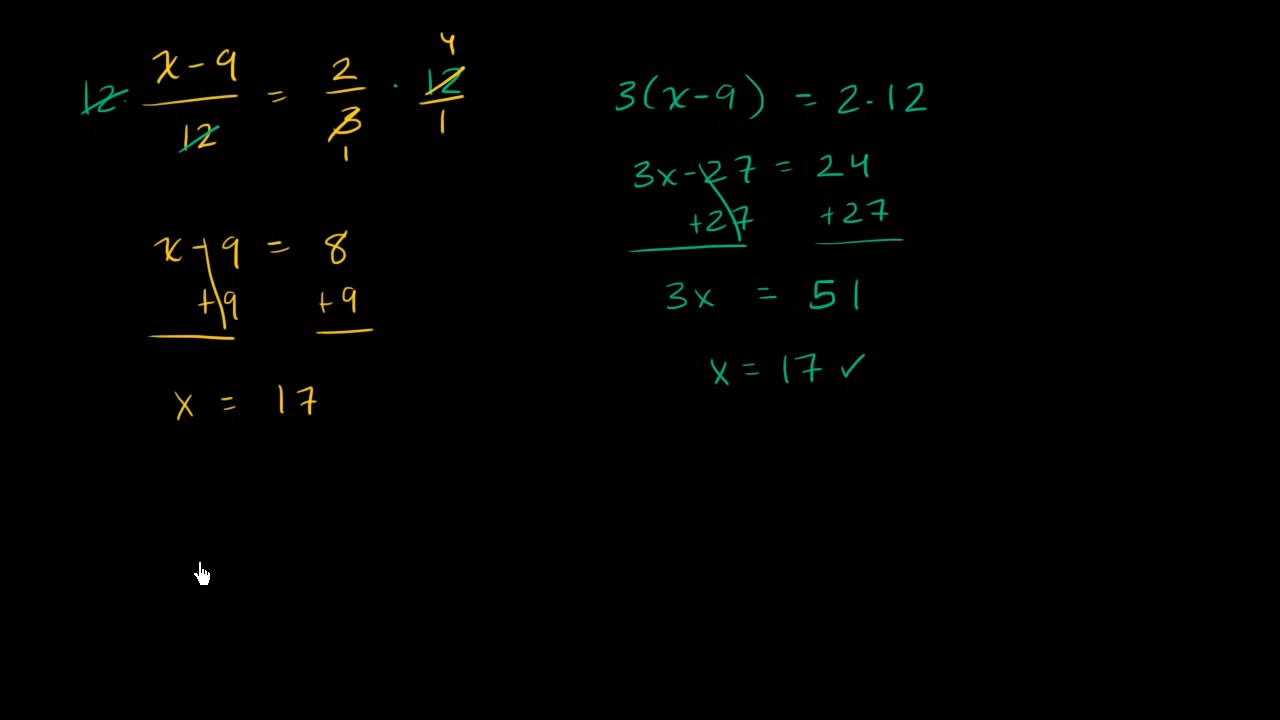 12 · (x - 9)/12 = 2/3 · 12/1
4
1
x - 9 = 8
+9 +9
x = 17
3(x-9) = 2·12
3x - 27 = 24
+27 +27
3x = 51
x = 17 ✓